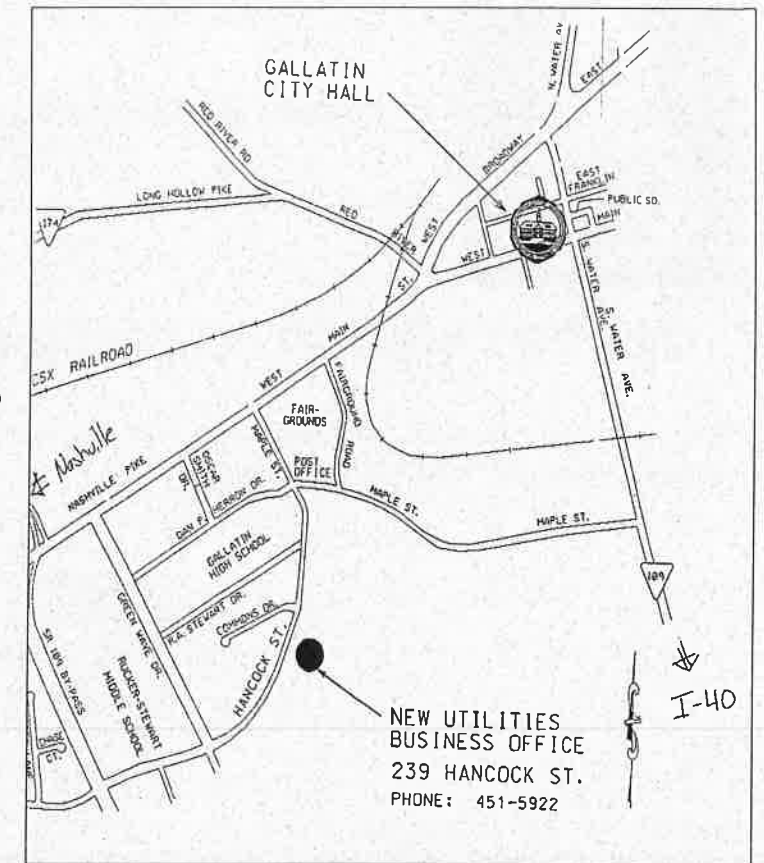 GALLATIN
CITY HALL
N. WATER AV
EAST
BROADWAY
RED RIVER RD
LONG HOLLOW PIKE
174
RED
RIVER
WEST
EAST
FRANKLIN
PUBLIC SQ.
MAIN
WEST
ST.
MAIN
WEST
S. WATER
AVE.
S. WATER AVE.
CSX RAILROAD
Nashville
NASHVILLE PIKE
FAIR-
GROUNDS
FAIRGROUND
ROAD
MAPLE ST.
OSCAR
SMITH
DR.
POST
OFFICE
DAN P. HERRON DR.
MAPLE ST.
MAPLE ST.
GALLATIN
HIGH SCHOOL
109
GREEN WAVE DR.
R.A. STEWART DR.
COMMONS DR.
HANCOCK ST.
SR 109 BY-PASS
RUCKER-STEWART
MIDDLE SCHOOL
CT.
I-40
NEW UTILITIES
BUSINESS OFFICE
239 HANCOCK ST.
PHONE: 451-5922